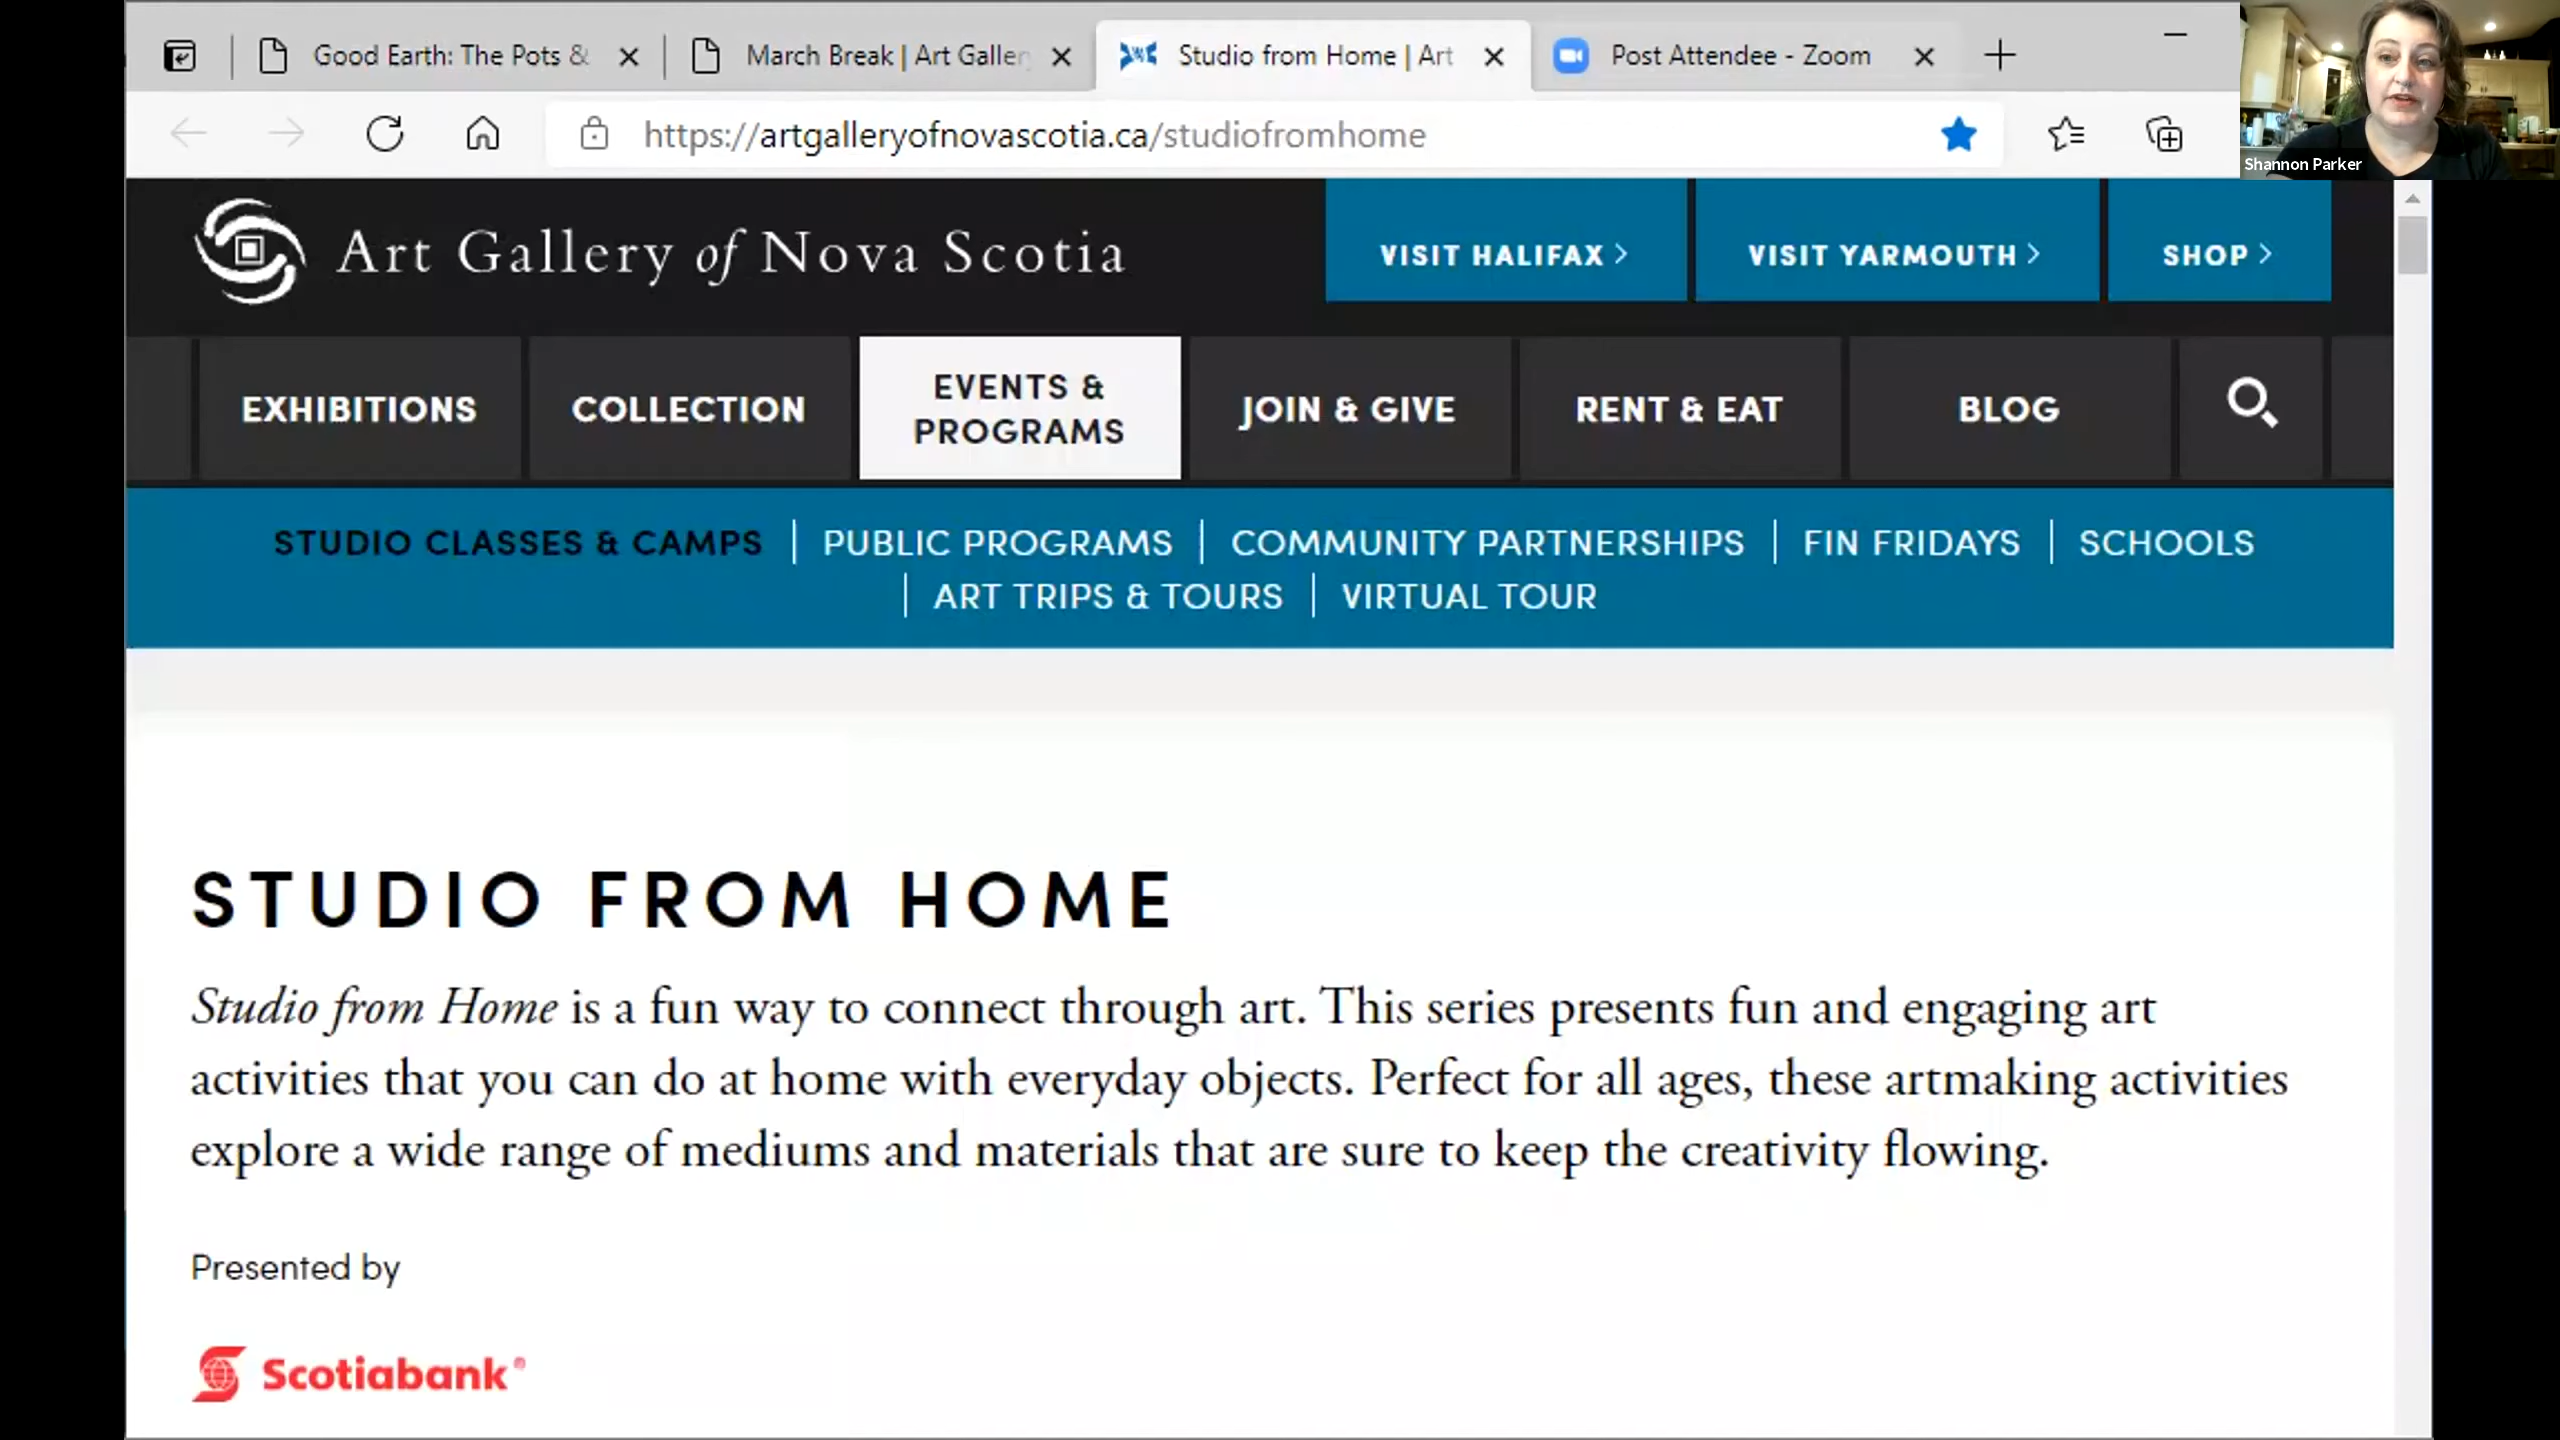 Good Earth: The Pots &
March Break | Art Galler
Studio from Home | Art
Post Attendee - Zoom
https://artgalleryofnovascotia.ca/studiofromhome
Shannon Parker
Art Gallery of Nova Scotia
VISIT HALIFAX >
VISIT YARMOUTH >
SHOP >
EXHIBITIONS
COLLECTION
EVENTS &
PROGRAMS
JOIN & GIVE
RENT & EAT
BLOG
STUDIO CLASSES & CAMPS | PUBLIC PROGRAMS | COMMUNITY PARTNERSHIPS | FIN FRIDAYS | SCHOOLS
| ART TRIPS & TOURS | VIRTUAL TOUR
STUDIO FROM HOME
Studio from Home is a fun way to connect through art. This series presents fun and engaging art
activities that you can do at home with everyday objects. Perfect for all ages, these artmaking activities
explore a wide range of mediums and materials that are sure to keep the creativity flowing.
Presented by
Scotiabank®